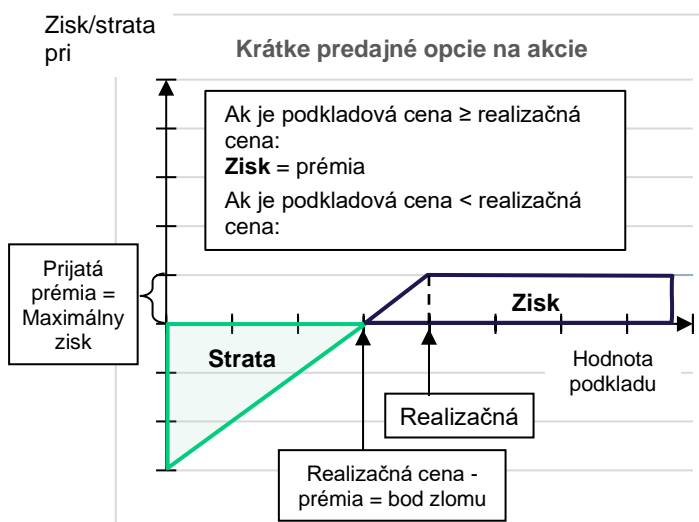 Zisk/strata
pri
Krátke predajné opcie na akcie
Ak je podkladová cena ≥ realizačná
cena:
Zisk = prémia
Ak je podkladová cena < realizačná
cena:
Prijatá
prémia =
Maximálny
zisk
Zisk
Strata
Hodnota
podkladu
Realizačná
Realizačná cena -
prémia = bod zlomu